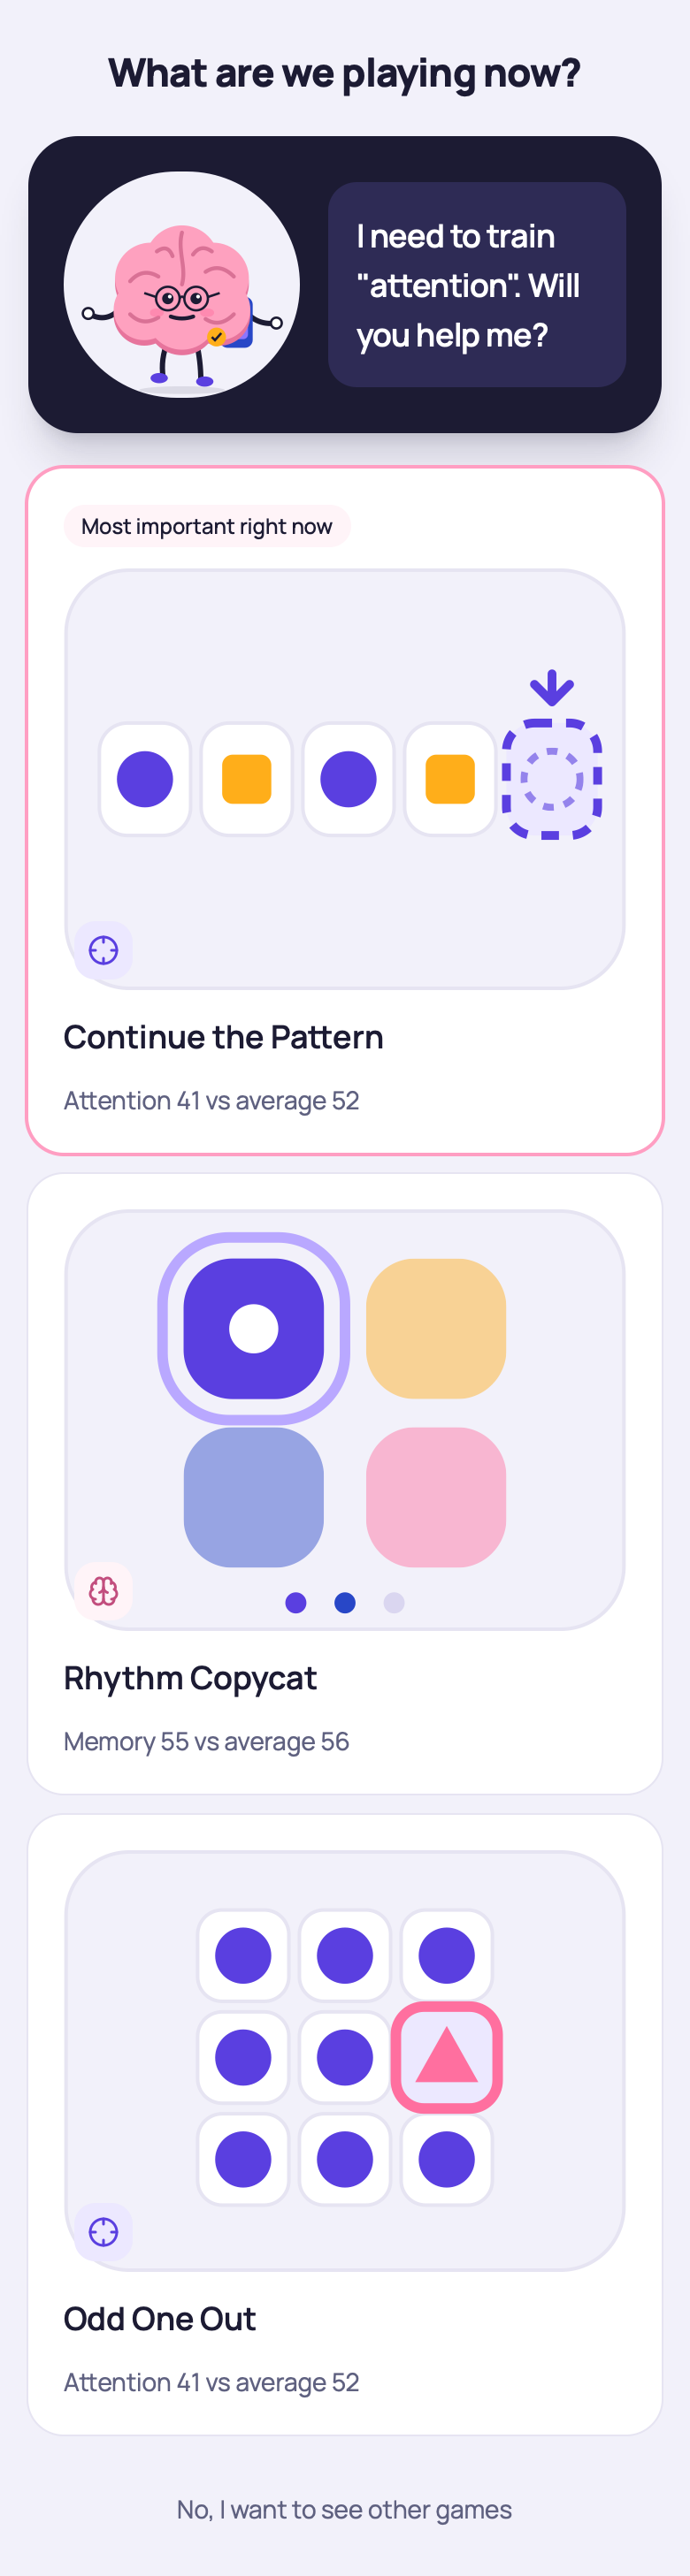 What are we playing now?
I need to train
"attention". Will
you help me?
Most important right now
Continue the Pattern
Attention 41 vs average 52
Rhythm Copycat
Memory 55 vs average 56
Odd One Out
Attention 41 vs average 52
No, I want to see other games